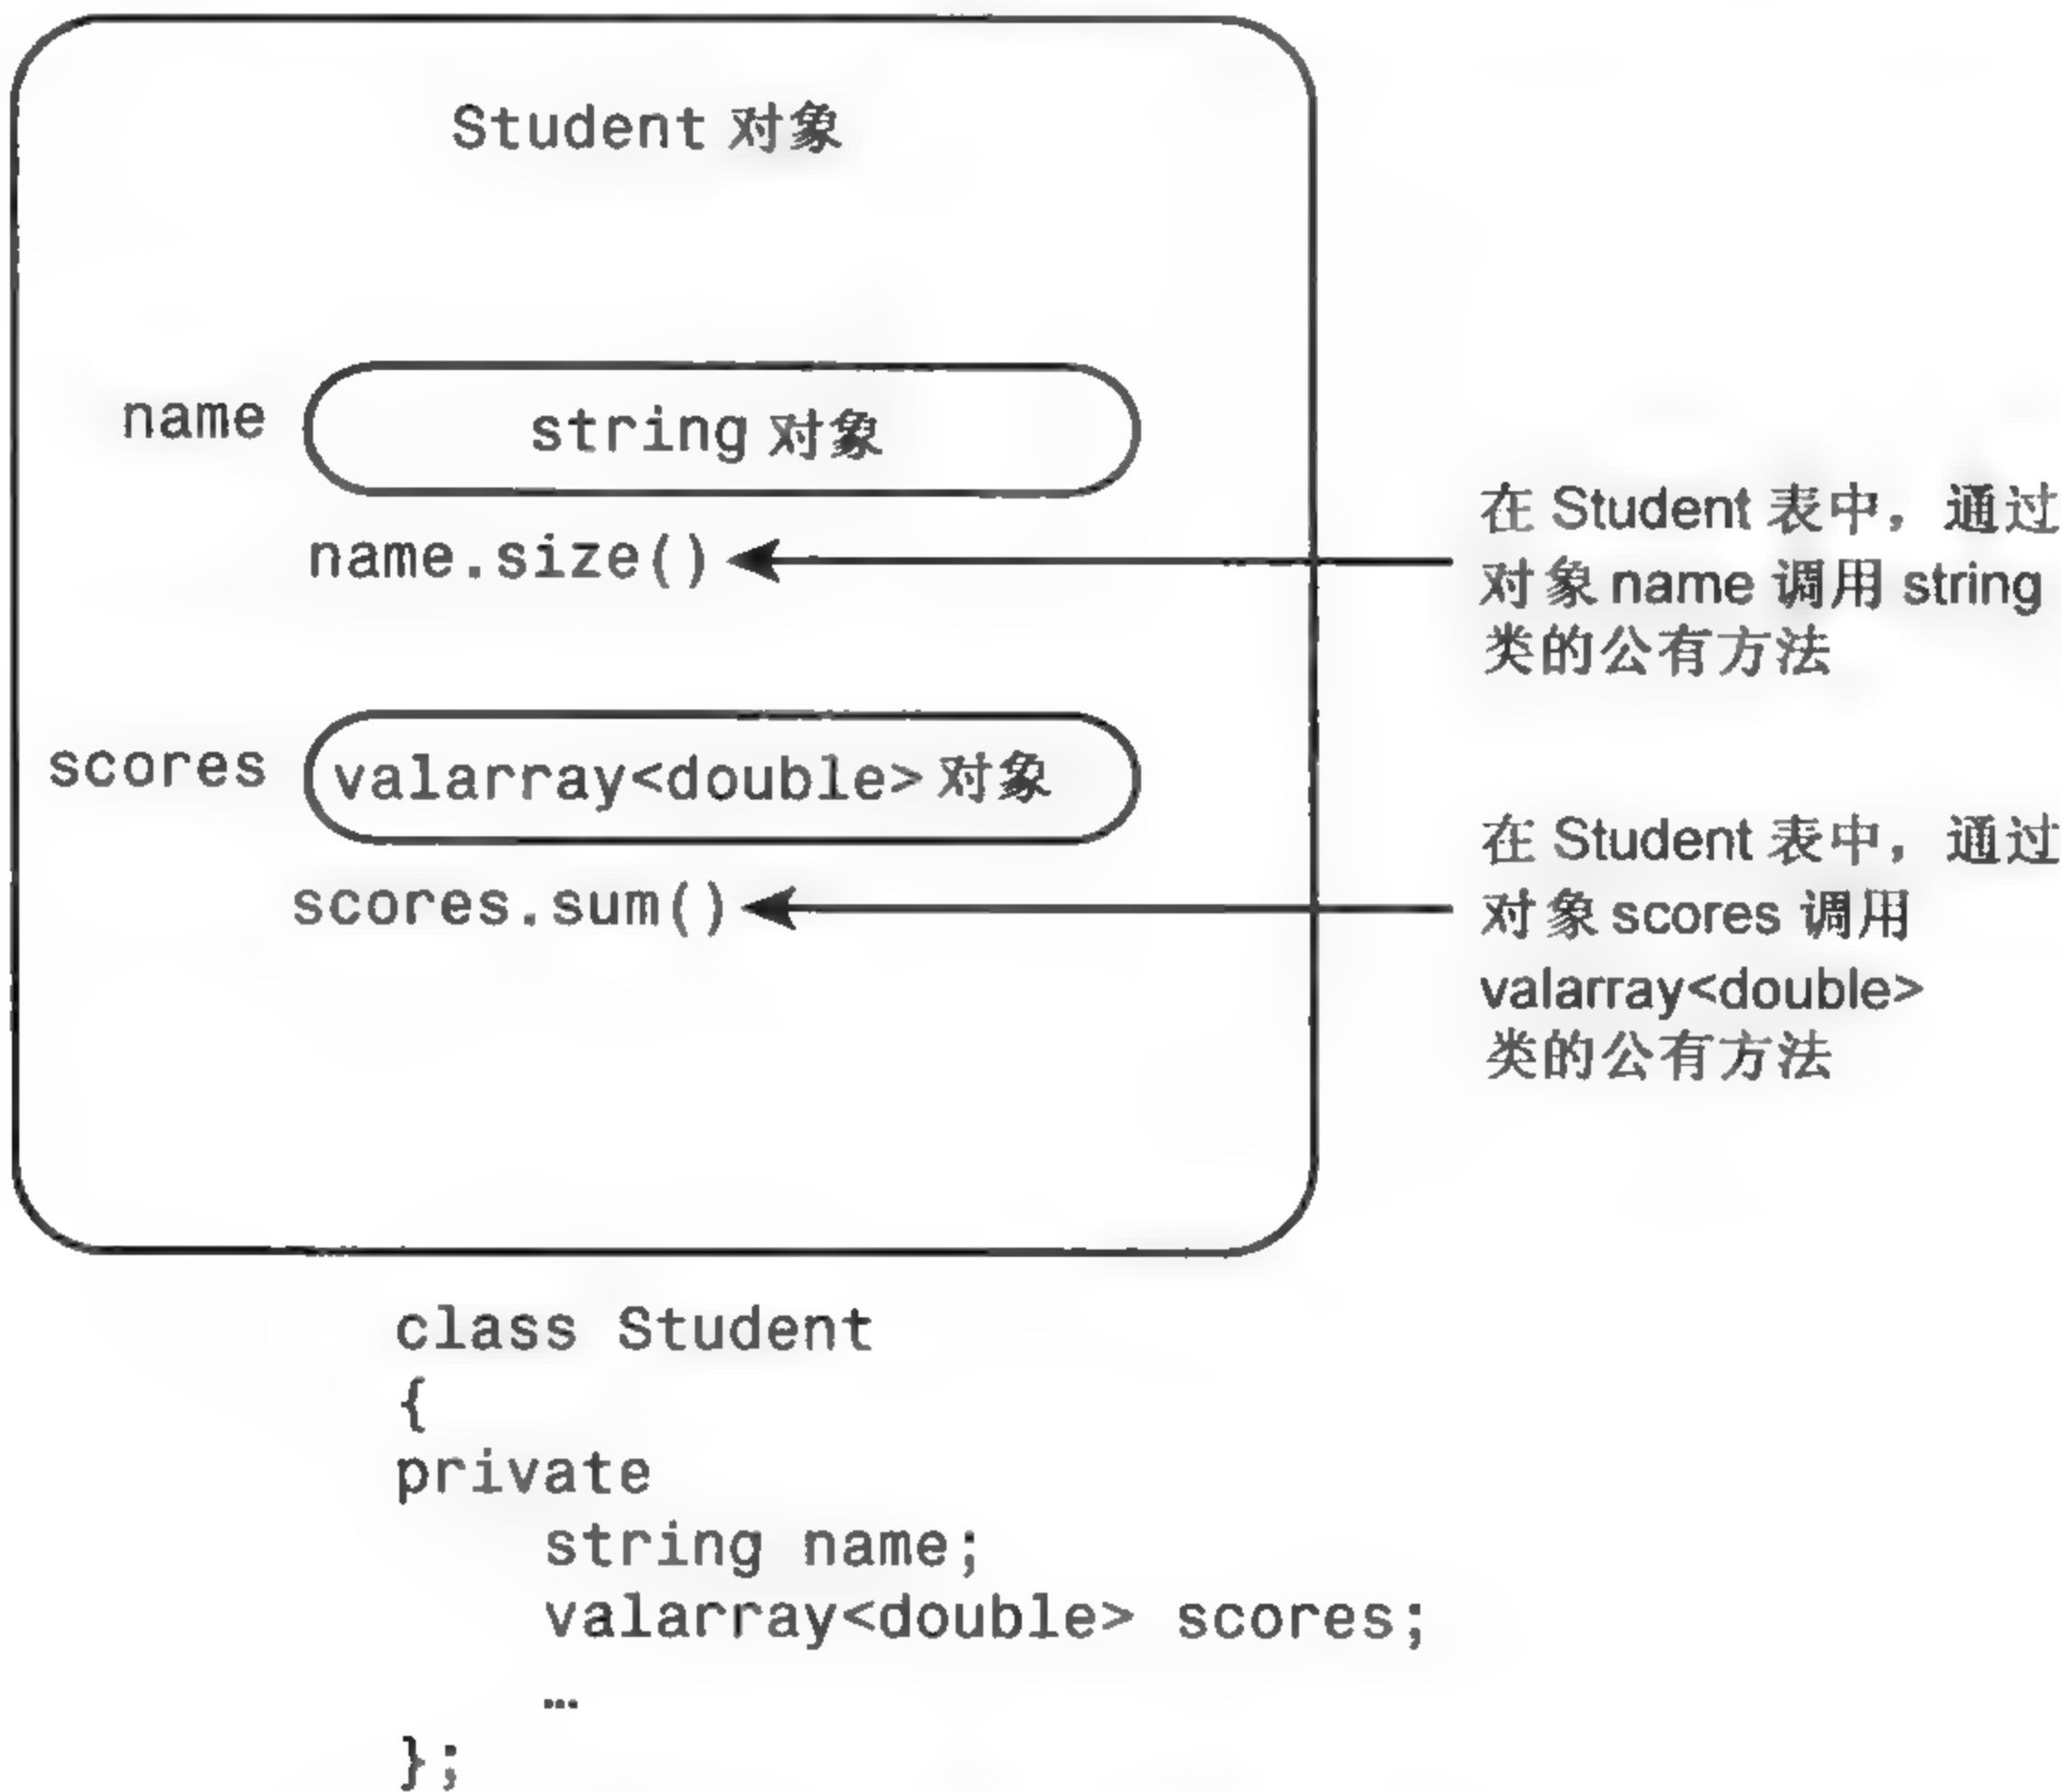 Student 对象
name
string 对象
name.size()
在 Student 表中，通过
对象 name 调用 string
类的公有方法
scores
valarray<double> 对象
scores.sum()
在 Student 表中，通过
对象 scores 调用
valarray<double>
类的公有方法
class Student
{
private
    string name;
    valarray<double> scores;
    …
};